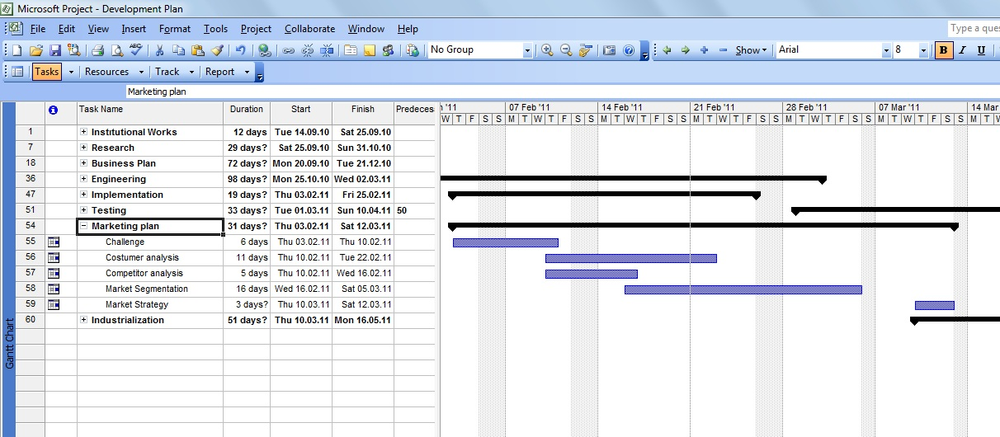 Microsoft Project - Development Plan
File Edit View Insert Format Tools Project Collaborate Window Help Type a ques
No Group Show Arial 8 B I U
Tasks Resources Track Report
Marketing plan
Task Name Duration Start Finish Predecess
n '11 07 Feb '11 14 Feb '11 21 Feb '11 28 Feb '11 07 Mar '11 14 Mar
W T F S S M T W T F S S M T W T F S S M T W T F S S M T W T F S S M T W T F S S M T W
1 Institutional Works 12 days Tue 14.09.10 Sat 25.09.10
7 Research 29 days? Sat 25.09.10 Sun 31.10.10
18 Business Plan 72 days? Mon 20.09.10 Tue 21.12.10
36 Engineering 98 days? Mon 25.10.10 Wed 02.03.11
47 Implementation 19 days? Thu 03.02.11 Fri 25.02.11
51 Testing 33 days? Tue 01.03.11 Sun 10.04.11 50
54 Marketing plan 31 days? Thu 03.02.11 Sat 12.03.11
55 Challenge 6 days Thu 03.02.11 Thu 10.02.11
56 Costumer analysis 11 days Thu 10.02.11 Tue 22.02.11
57 Competitor analysis 5 days Thu 10.02.11 Wed 16.02.11
58 Market Segmentation 16 days Wed 16.02.11 Sat 05.03.11
59 Market Strategy 3 days? Thu 10.03.11 Sat 12.03.11
60 Industrialization 51 days? Thu 10.03.11 Mon 16.05.11
Gantt Chart